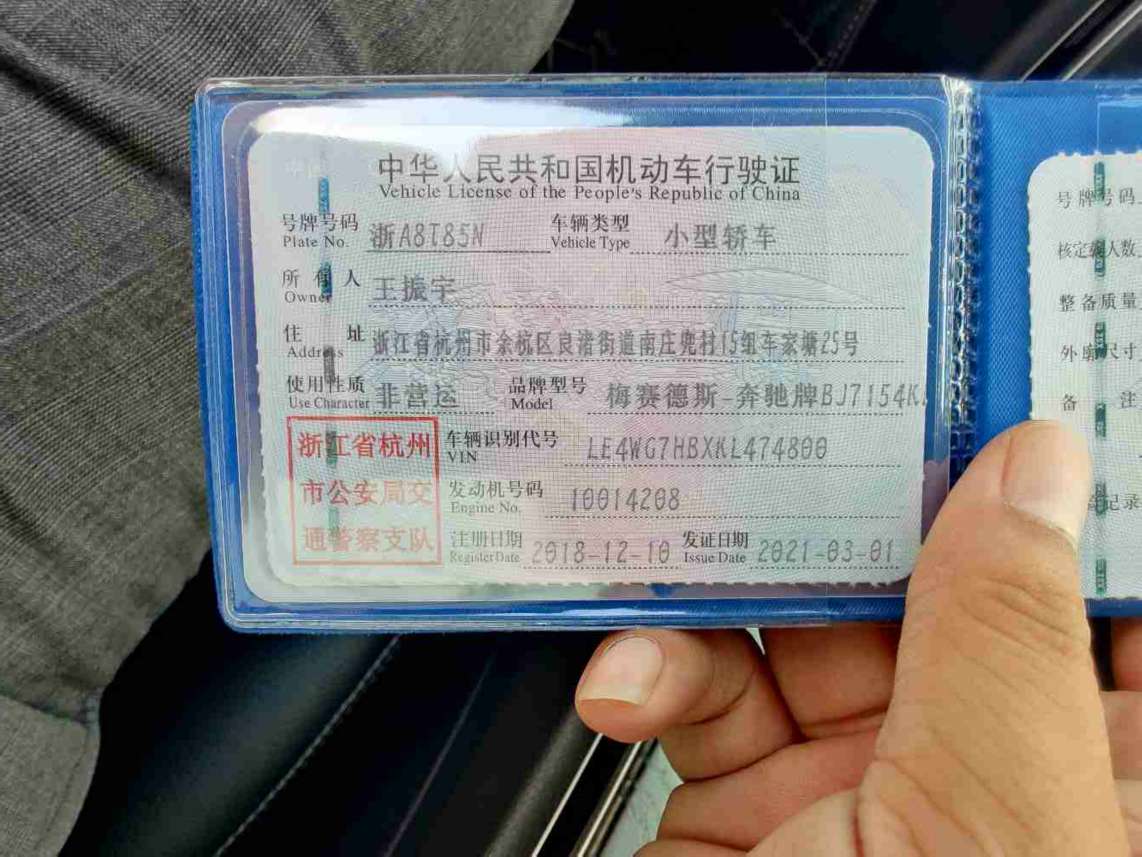 中华人民共和国机动车行驶证
Vehicle License of the People's Republic of China
号牌号码 浙A8T85N 车辆类型 小型轿车
Plate No. Vehicle Type
所有人 王振宇
Owner
住址 浙江省杭州市余杭区良渚街道南庄兜村15组车家塘25号
Address
使用性质 非营运 品牌型号 梅赛德斯-奔驰牌BJ7154K
Use Character Model
浙江省杭州
市公安局交
通警察支队
车辆识别代号 LE4WG7HBXKL474800
VIN
发动机号码 10014208
Engine No.
注册日期 2018-12-10 发证日期 2021-03-01
Register Date Issue Date
号牌号码
核定载人数
整备质量
外廓尺寸
备注
记录